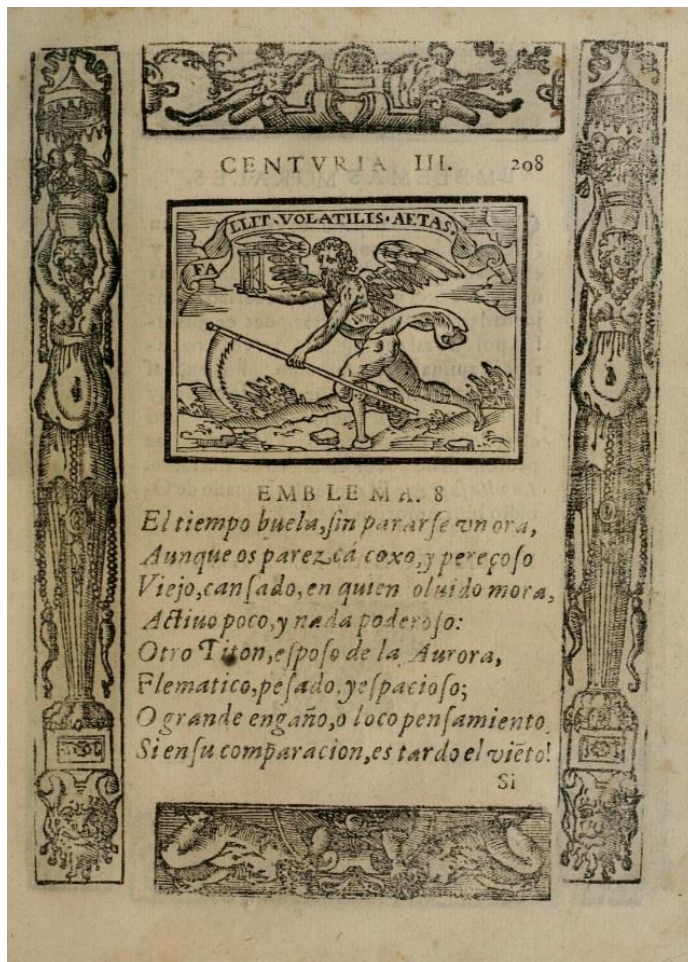 CENTVRIA III. 208
FALLIT·VOLATILIS·AETAS·
EMBLEMA. 8
El tiempo buela, ſin pararſe vn ora,
Aunque os parezca coxo, y pereçoſo
Viejo, canſado, en quien oluido mora,
Actiuo poco, y nada poderoſo:
Otro Titon, eſpoſo de la Aurora,
Flematico, peſado, y eſpacioſo;
O grande engaño, o loco penſamiento
Si en ſu comparacion, es tardo el viẽto!
Si